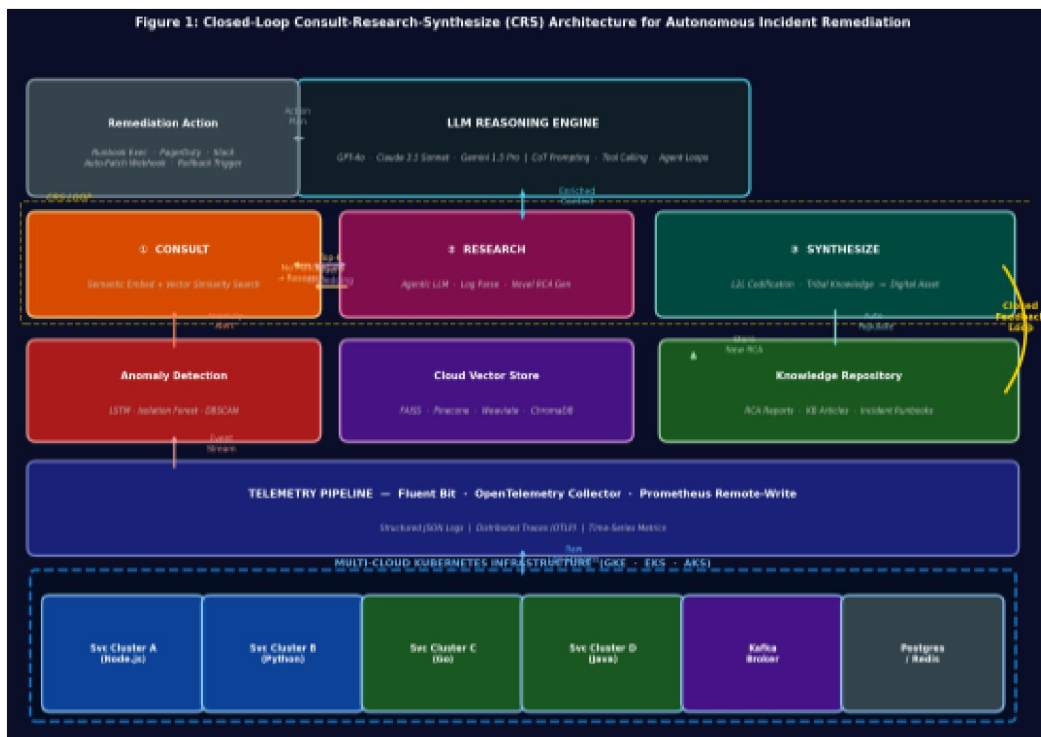 Figure 1: Closed-Loop Consult-Research-Synthesize (CRS) Architecture for Autonomous Incident Remediation
Remediation Action
Runbook Exec · PagerDuty · Slack
Auto-Patch Webhook · Rollback Trigger
Action
Plan
LLM REASONING ENGINE
GPT-4o · Claude 3.5 Sonnet · Gemini 1.5 Pro | CoT Prompting · Tool Calling · Agent Loops
Enriched
Context
CRS LOOP
① CONSULT
Semantic Embed + Vector Similarity Search
② RESEARCH
Agentic LLM · Log Parse · Novel RCA Gen
③ SYNTHESIZE
L2L Codification · Tribal Knowledge → Digital Asset
Closed
Feedback
Loop
Anomaly
Alert
Populate
Store
New RCA
Anomaly Detection
LSTM · Isolation Forest · DBSCAN
Cloud Vector Store
FAISS · Pinecone · Weaviate · ChromaDB
Knowledge Repository
RCA Reports · KB Articles · Incident Runbooks
Event
Stream
TELEMETRY PIPELINE — Fluent Bit · OpenTelemetry Collector · Prometheus Remote-Write
Structured JSON Logs | Distributed Traces (OTLP) | Time-Series Metrics
Raw
MULTI-CLOUD KUBERNETES INFRASTRUCTURE (GKE · EKS · AKS)
Svc Cluster A
(Node.js)
Svc Cluster B
(Python)
Svc Cluster C
(Go)
Svc Cluster D
(Java)
Kafka
Broker
Postgres
/ Redis